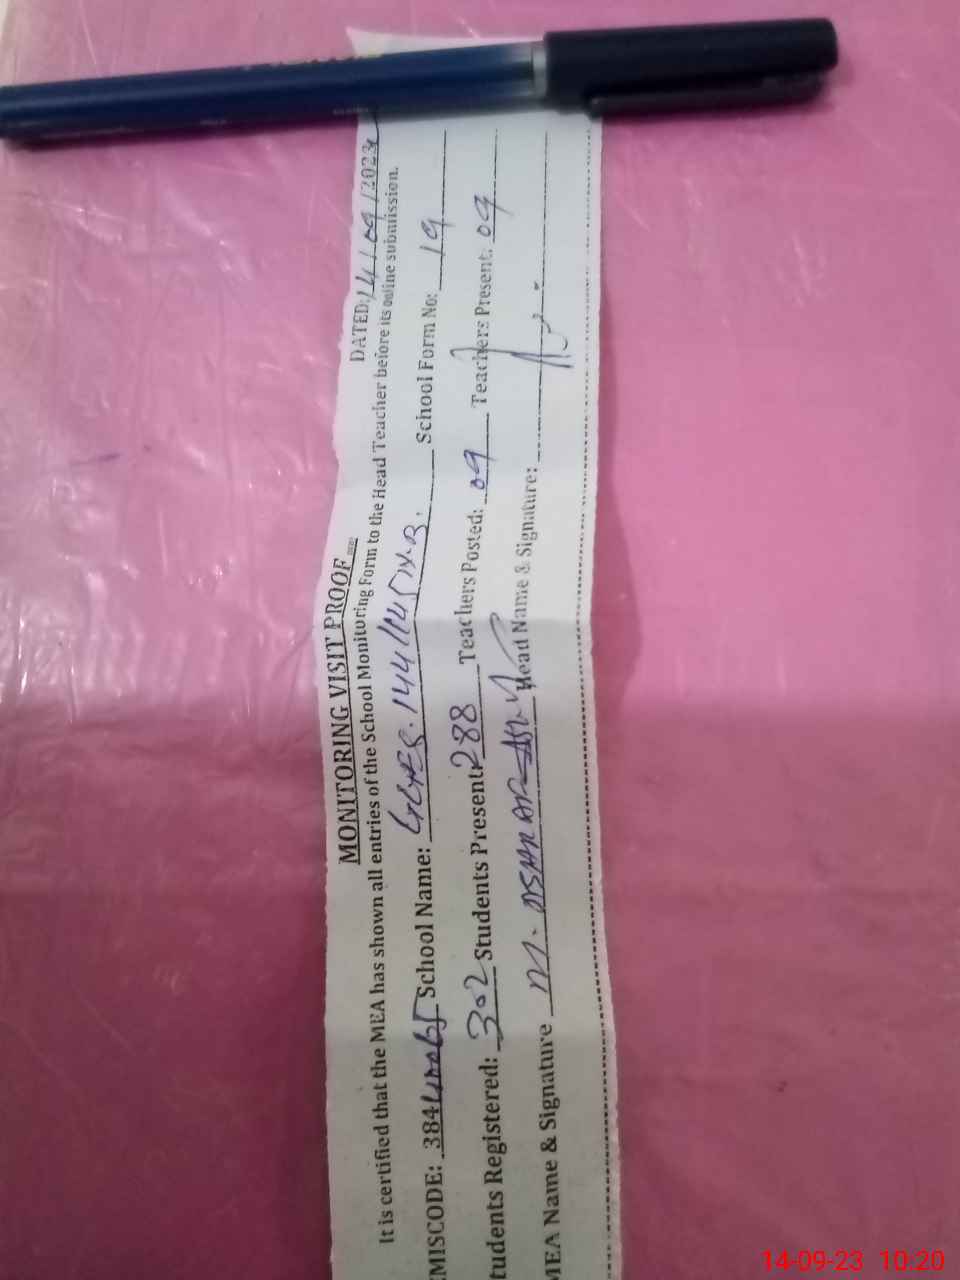 MONITORING VISIT PROOF
DATED: 14/09/2023
It is certified that the MEA has shown all entries of the School Monitoring Form to the Head Teacher before its online submission.
EMISCODE: 38440065 School Name: School Form No: 19
Students Registered: 302 Students Present: 288 Teachers Posted: 09 Teachers Present: 09
MEA Name & Signature M. Head Name & Signature:
14-09-23 10:20